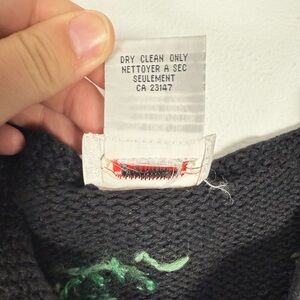 DRY CLEAN ONLY
NETTOYER A SEC
SEULEMENT
CA 23147